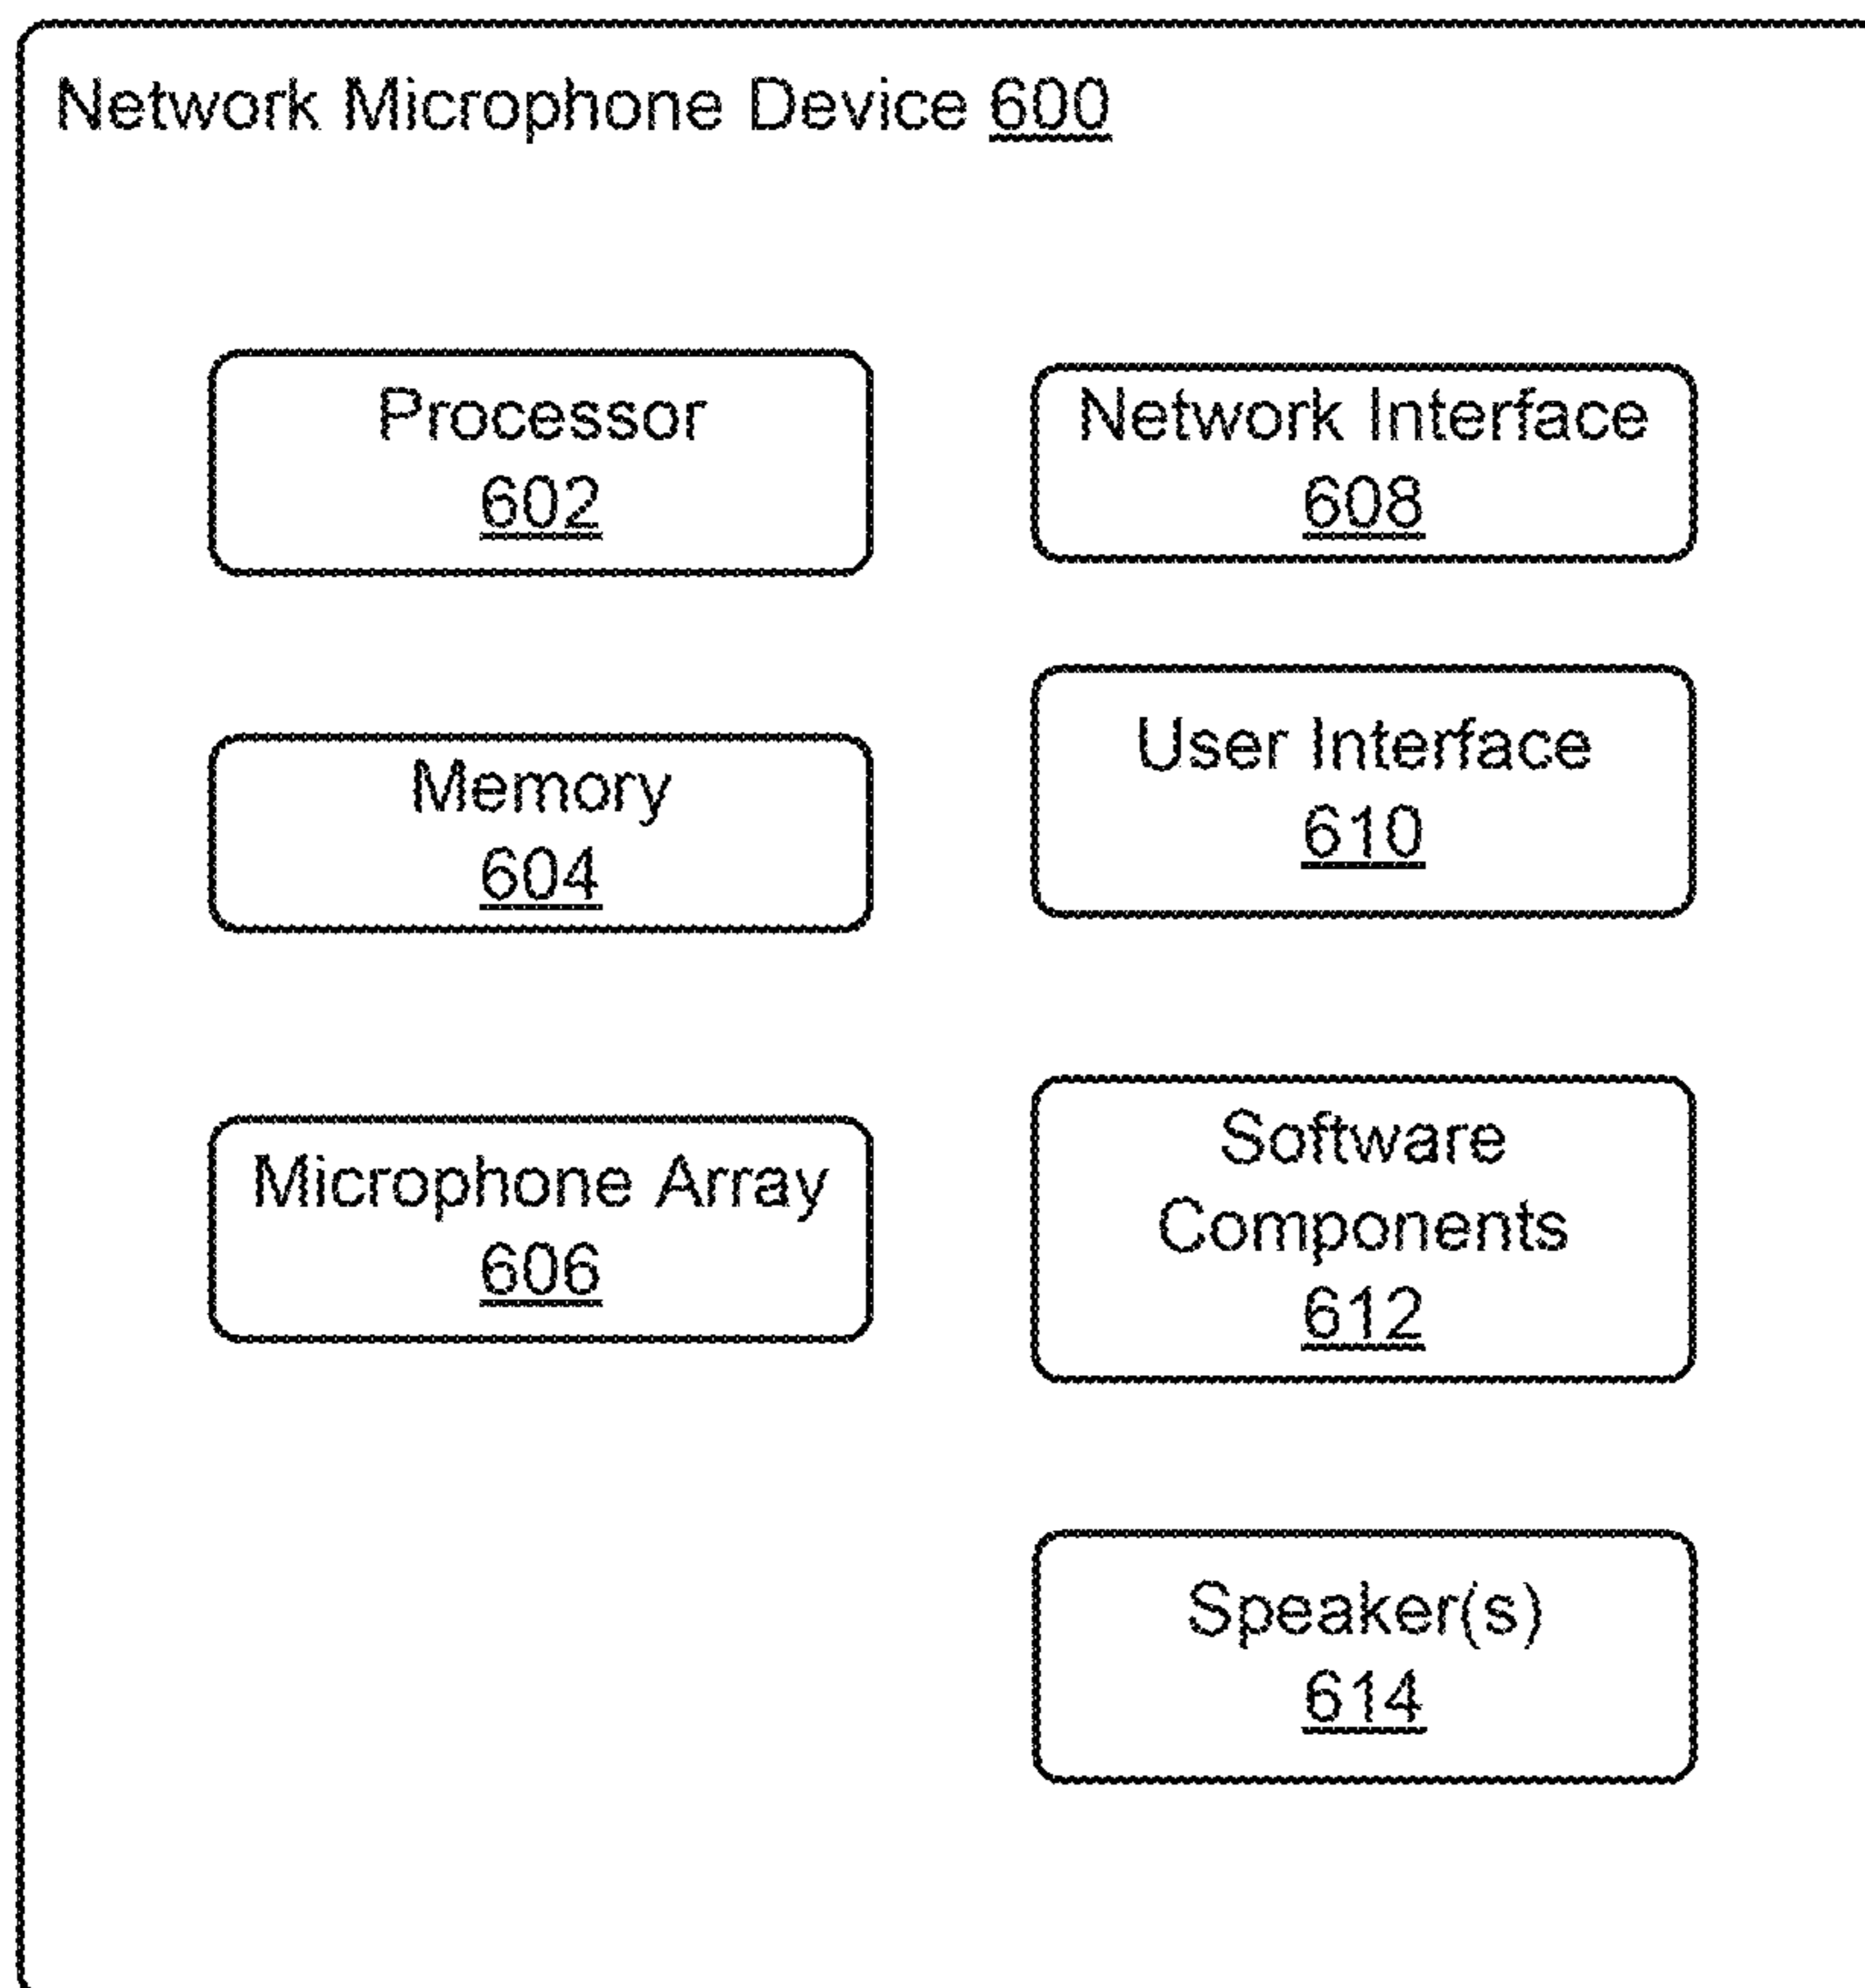 Network Microphone Device 600
Processor
602
Memory
604
Microphone Array
606
Network Interface
608
User Interface
610
Software
Components
612
Speaker(s)
614